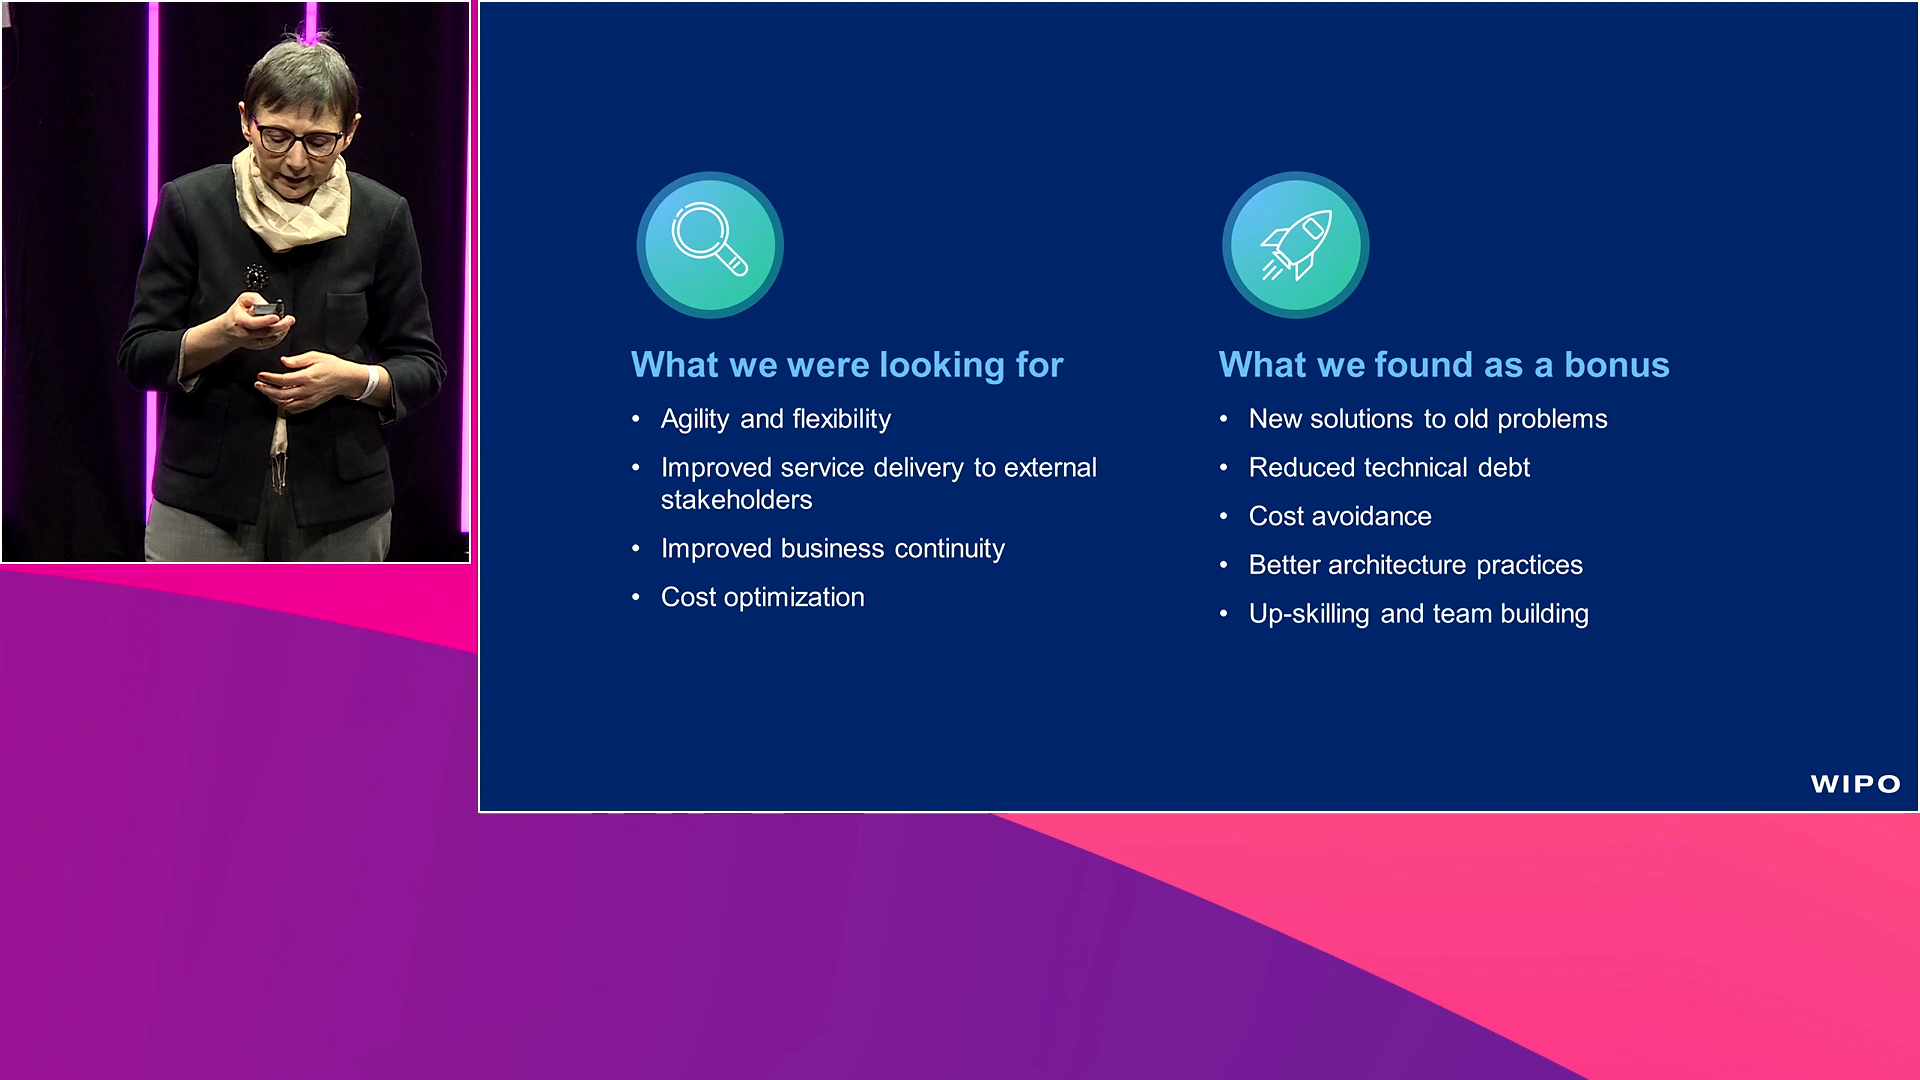 What we were looking for
• Agility and flexibility
• Improved service delivery to external
stakeholders
• Improved business continuity
• Cost optimization
What we found as a bonus
• New solutions to old problems
• Reduced technical debt
• Cost avoidance
• Better architecture practices
• Up-skilling and team building
WIPO